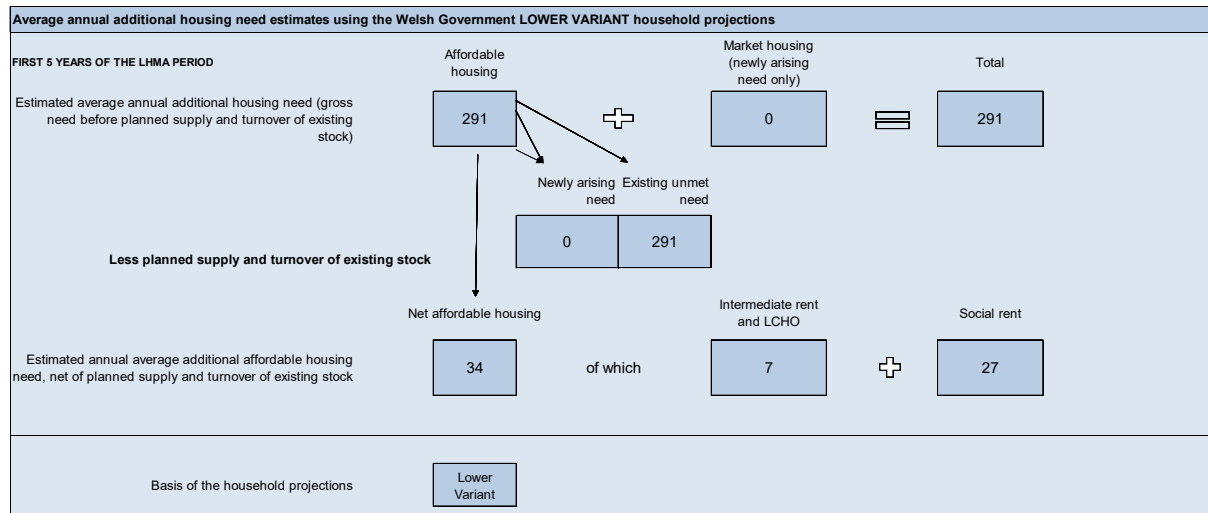 Average annual additional housing need estimates using the Welsh Government LOWER VARIANT household projections
FIRST 5 YEARS OF THE LHMA PERIOD
Affordable
housing
Market housing
(newly arising
need only)
Total
Estimated average annual additional housing need (gross
need before planned supply and turnover of existing
stock)
291
0
291
Newly arising
need
Existing unmet
need
0
291
Less planned supply and turnover of existing stock
Net affordable housing
Intermediate rent
and LCHO
Social rent
Estimated annual average additional affordable housing
need, net of planned supply and turnover of existing stock
34
of which
7
27
Basis of the household projections
Lower
Variant